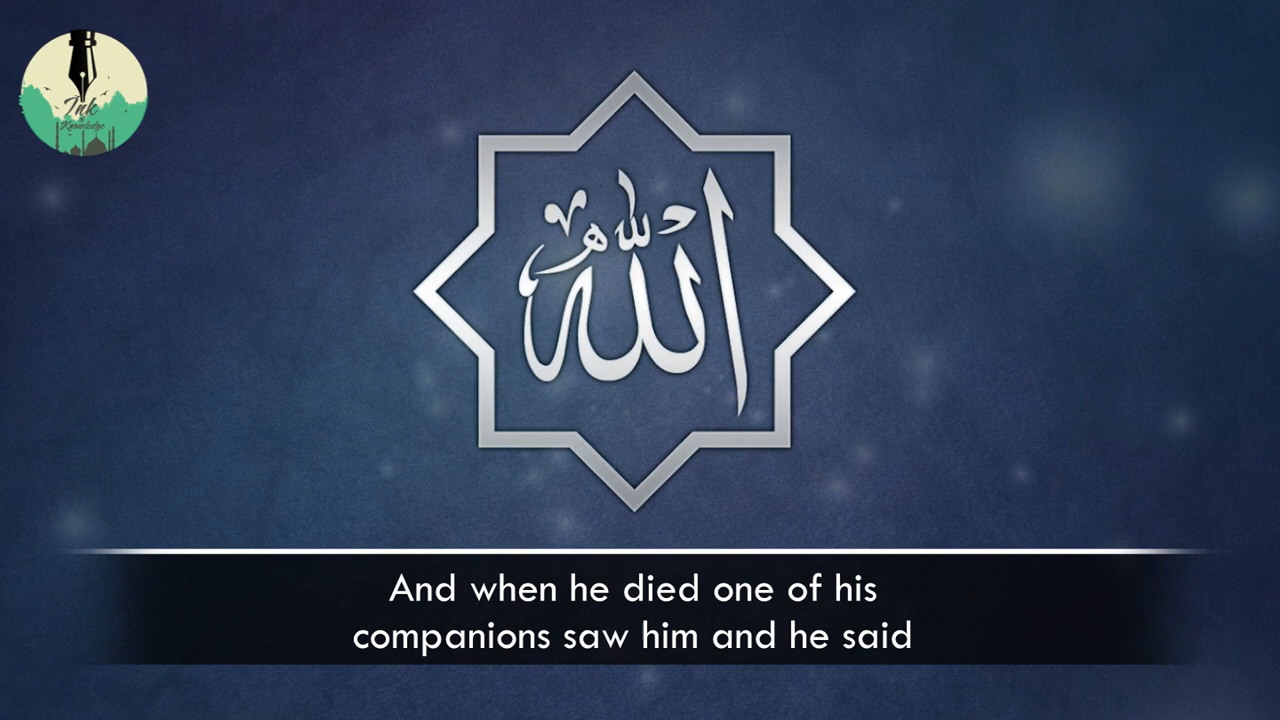 Ink
Knowledge
الله
And when he died one of his
companions saw him and he said